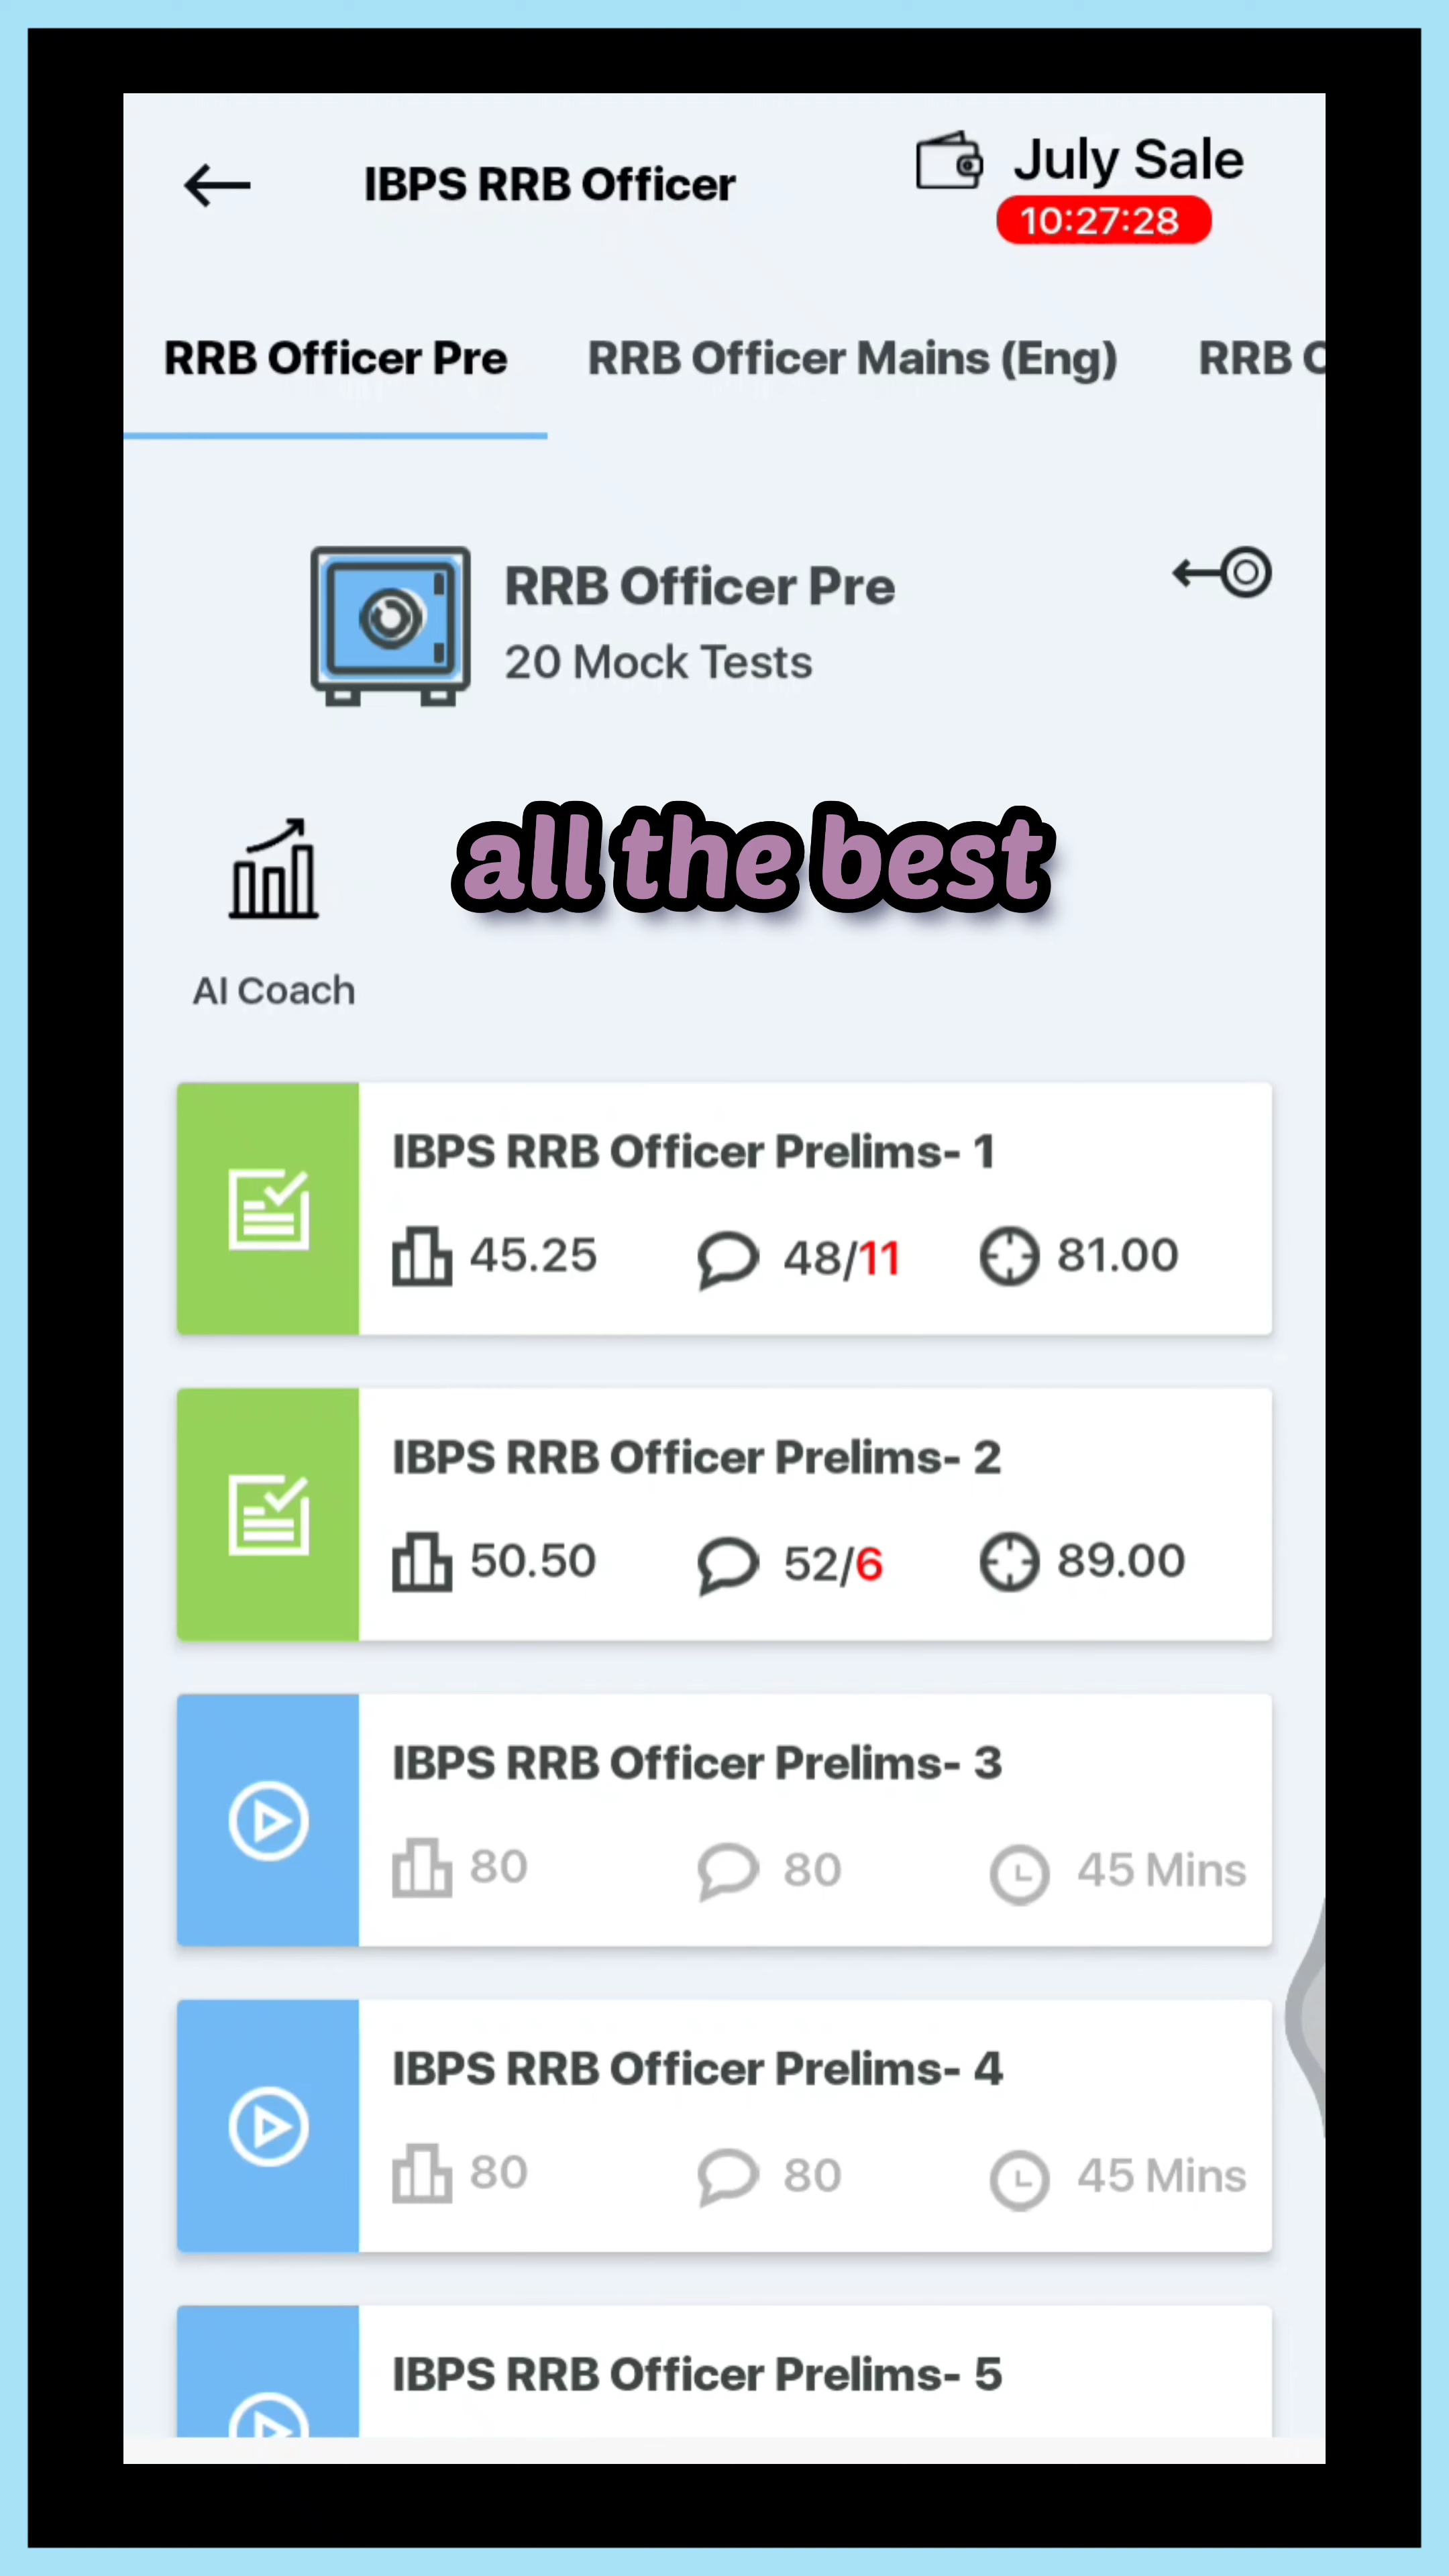 IBPS RRB Officer
July Sale
10:27:28
RRB Officer Pre
RRB Officer Mains (Eng)
RRB
RRB Officer Pre
20 Mock Tests
all the best
AI Coach
IBPS RRB Officer Prelims- 1
45.25 48/11 81.00
IBPS RRB Officer Prelims- 2
50.50 52/6 89.00
IBPS RRB Officer Prelims- 3
80 80 45 Mins
IBPS RRB Officer Prelims- 4
80 80 45 Mins
IBPS RRB Officer Prelims- 5